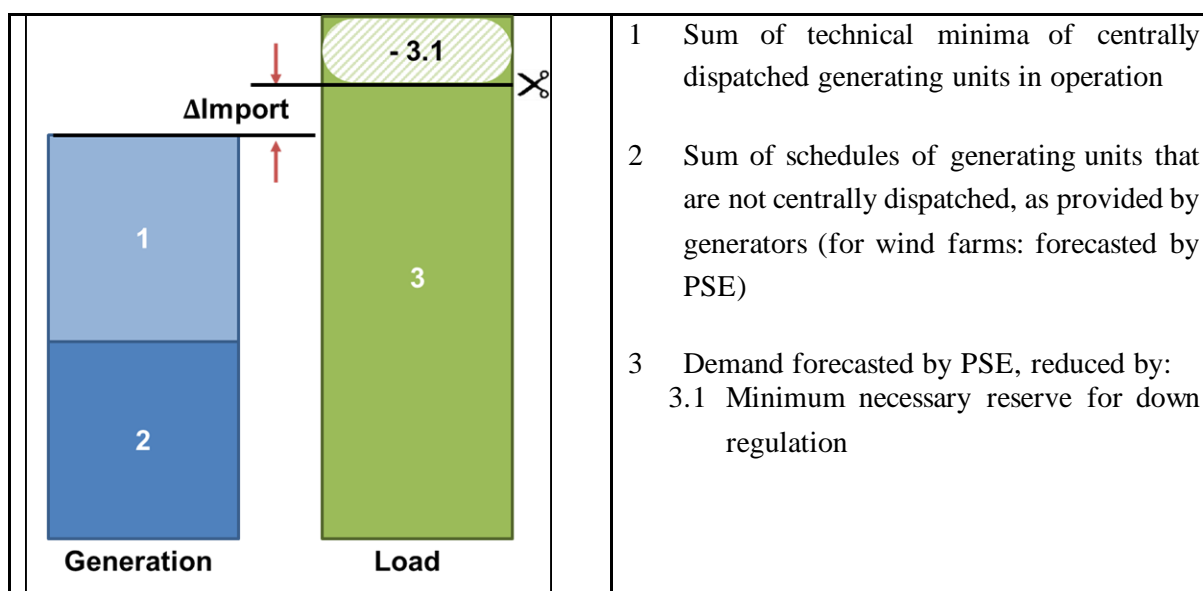 - 3.1
ΔImport
1
3
2
Generation
Load
1 Sum of technical minima of centrally
dispatched generating units in operation
2 Sum of schedules of generating units that
are not centrally dispatched, as provided by
generators (for wind farms: forecasted by
PSE)
3 Demand forecasted by PSE, reduced by:
3.1 Minimum necessary reserve for down
regulation